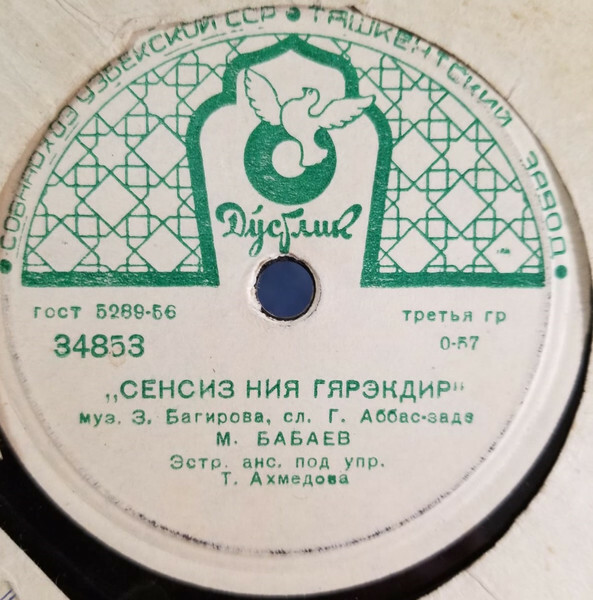 СОВНАРХОЗ УЗБЕКСКОЙ ССР • ТАШКЕНТСКИЙ ЗАВОД •
Дӯстлик
гост 5289-56
третья гр
34853
0-57
„СЕНСИЗ НИЯ ГЯРЭКДИР"
муз. З. Багирова, сл. Г. Аббас-заде
М. БАБАЕВ
Эстр. анс. под упр.
Т. Ахмедова